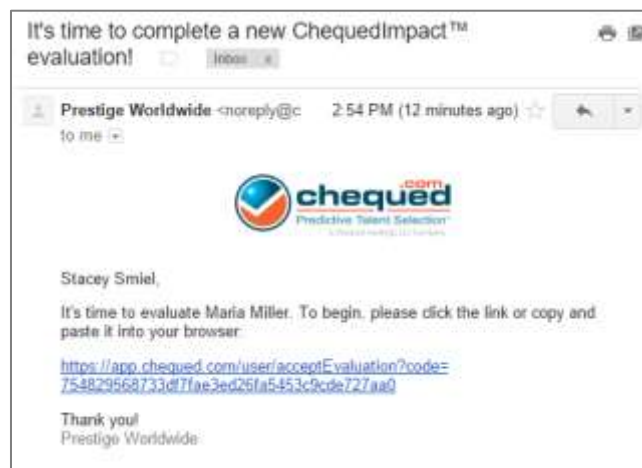 It's time to complete a new ChequedImpact™
evaluation!
Inbox x
Prestige Worldwide <noreply@c 2:54 PM (12 minutes ago)
to me
.com
chequed
Predictive Talent Selection
Stacey Smiel,
It's time to evaluate Maria Miller. To begin, please click the link or copy and
paste it into your browser:
https://app.chequed.com/user/acceptEvaluation?code=
754829568733df7fae3ed26fa5453c9cde727aa0
Thank you!
Prestige Worldwide